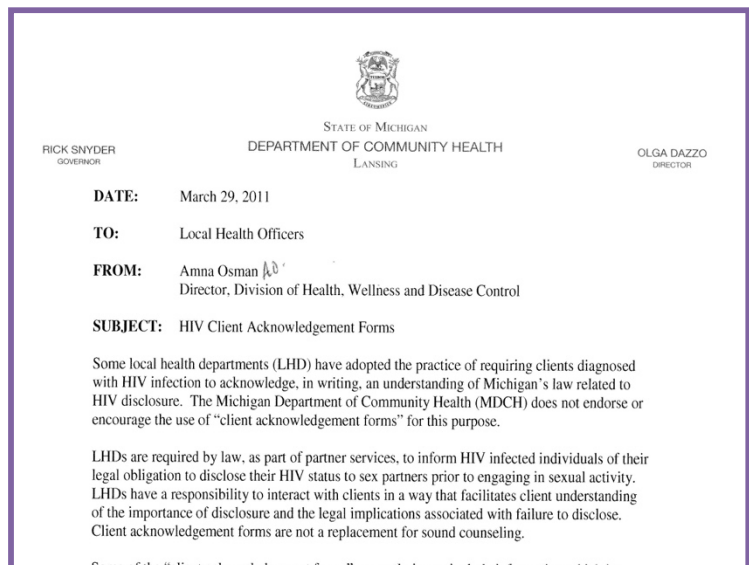 STATE OF MICHIGAN
RICK SNYDER
GOVERNOR
DEPARTMENT OF COMMUNITY HEALTH
LANSING
OLGA DAZZO
DIRECTOR
DATE: March 29, 2011
TO: Local Health Officers
FROM: Amna Osman AO
Director, Division of Health, Wellness and Disease Control
SUBJECT: HIV Client Acknowledgement Forms
Some local health departments (LHD) have adopted the practice of requiring clients diagnosed
with HIV infection to acknowledge, in writing, an understanding of Michigan's law related to
HIV disclosure. The Michigan Department of Community Health (MDCH) does not endorse or
encourage the use of "client acknowledgement forms" for this purpose.
LHDs are required by law, as part of partner services, to inform HIV infected individuals of their
legal obligation to disclose their HIV status to sex partners prior to engaging in sexual activity.
LHDs have a responsibility to interact with clients in a way that facilitates client understanding
of the importance of disclosure and the legal implications associated with failure to disclose.
Client acknowledgement forms are not a replacement for sound counseling.